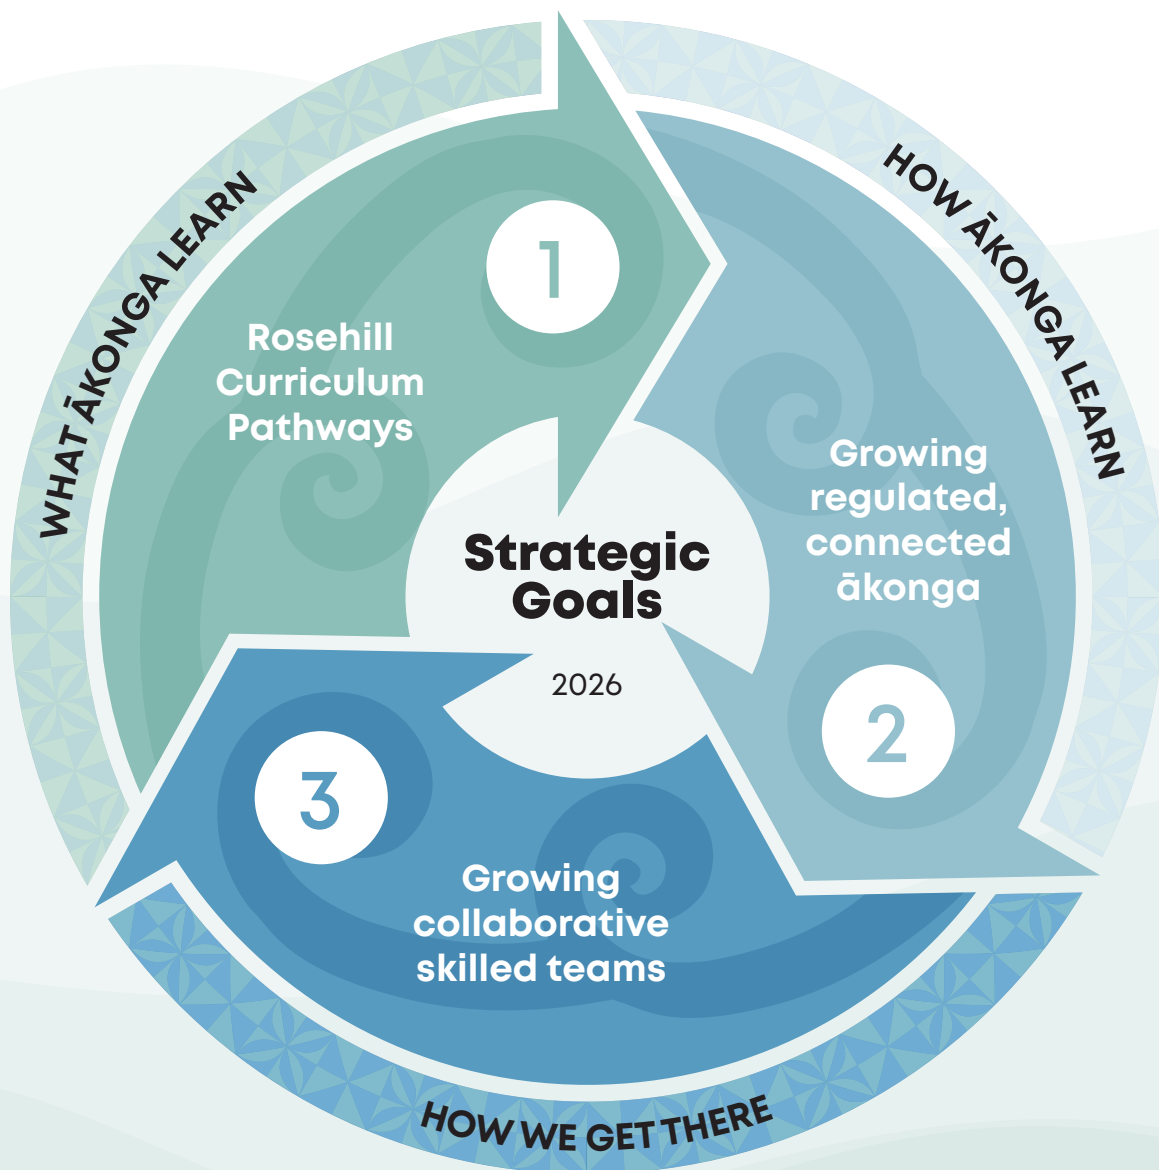 WHAT ĀKONGA LEARN
HOW ĀKONGA LEARN
1
Rosehill
Curriculum
Pathways
Growing
regulated,
connected
ākonga
2
Strategic
Goals
2026
3
Growing
collaborative
skilled teams
HOW WE GET THERE